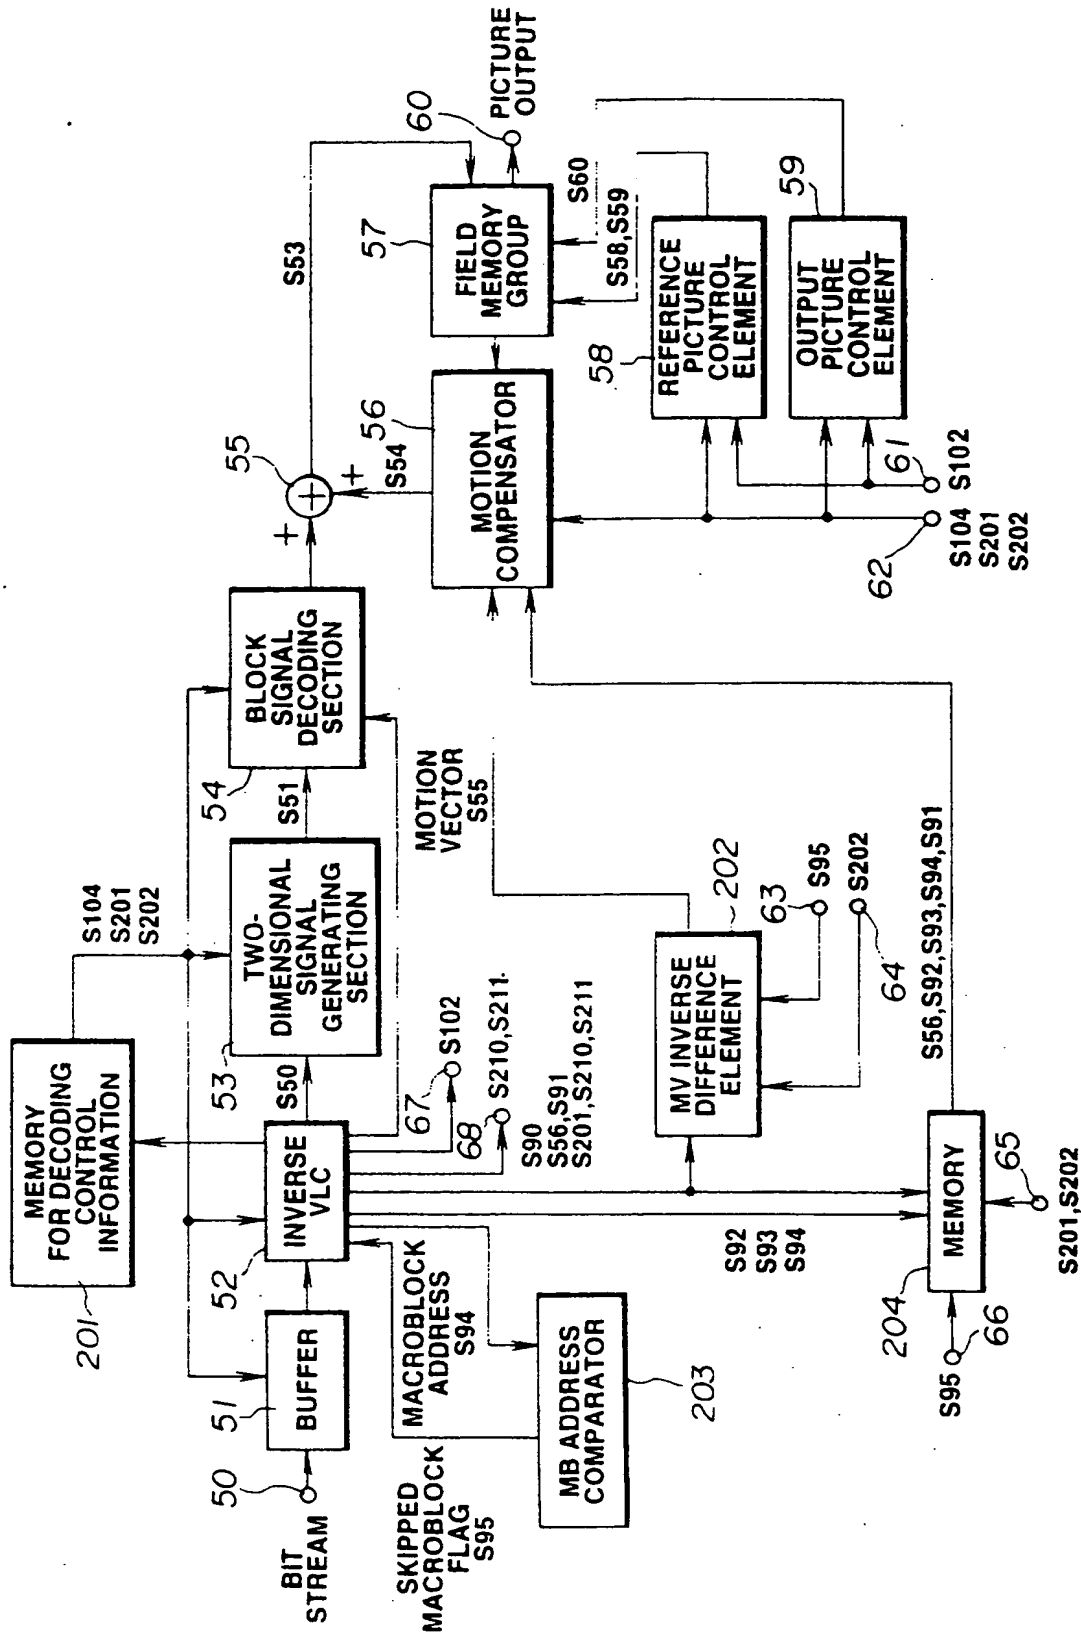 MEMORY
FOR DECODING
CONTROL
INFORMATION
201
S104
S201
S202
BIT
STREAM
50
51
BUFFER
52
INVERSE
VLC
S50
53
TWO-
DIMENSIONAL
SIGNAL
GENERATING
SECTION
S51
54
BLOCK
SIGNAL
DECODING
SECTION
+
55
+
+
S53
S54
56
MOTION
COMPENSATOR
57
FIELD
MEMORY
GROUP
60
PICTURE
OUTPUT
S60
S58,S59
58
REFERENCE
PICTURE
CONTROL
ELEMENT
59
OUTPUT
PICTURE
CONTROL
ELEMENT
61
S102
62
S104
S201
S202
SKIPPED
MACROBLOCK
FLAG
S95
MACROBLOCK
ADDRESS
S94
MB ADDRESS
COMPARATOR
203
67
S102
68
S210,S211
S90
S56,S91
S201,S210,S211
MOTION
VECTOR
S55
MV INVERSE
DIFFERENCE
ELEMENT
202
63
S95
64
S202
S92
S93
S94
204
MEMORY
S95
66
65
S201,S202
S56,S92,S93,S94,S91